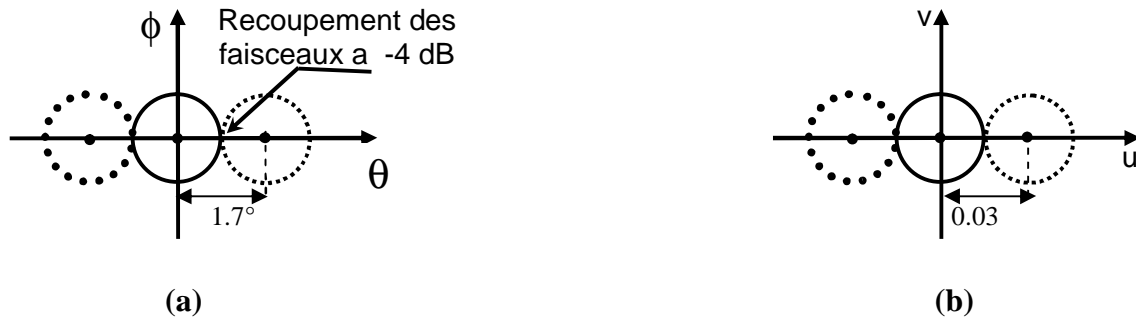 ϕ
Recoupement des
faisceaux a -4 dB
θ
1.7°
(a)
v
u
0.03
(b)